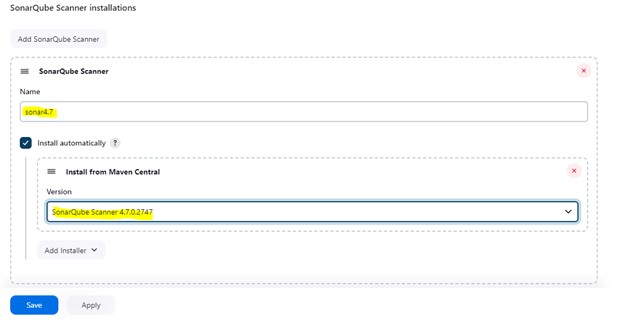 SonarQube Scanner installations
Add SonarQube Scanner
SonarQube Scanner
Name
sonar4.7
Install automatically ?
Install from Maven Central
Version
SonarQube Scanner 4.7.0.2747
Add Installer
Save Apply